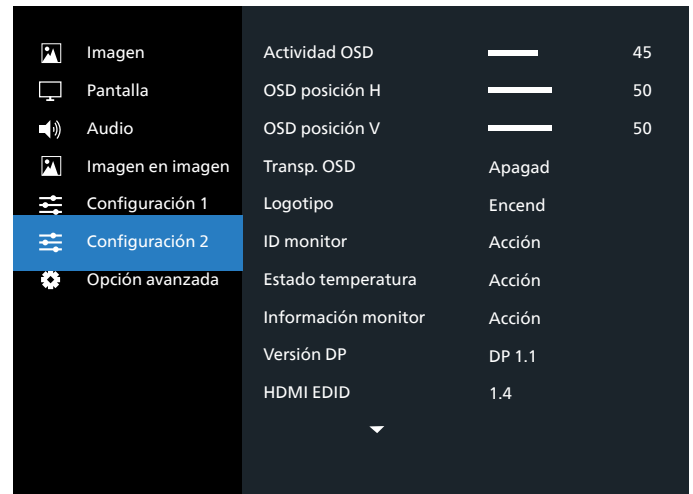 Imagen
Pantalla
Audio
Imagen en imagen
Configuración 1
Configuración 2
Opción avanzada
Actividad OSD 45
OSD posición H 50
OSD posición V 50
Transp. OSD Apagad
Logotipo Encend
ID monitor Acción
Estado temperatura Acción
Información monitor Acción
Versión DP DP 1.1
HDMI EDID 1.4